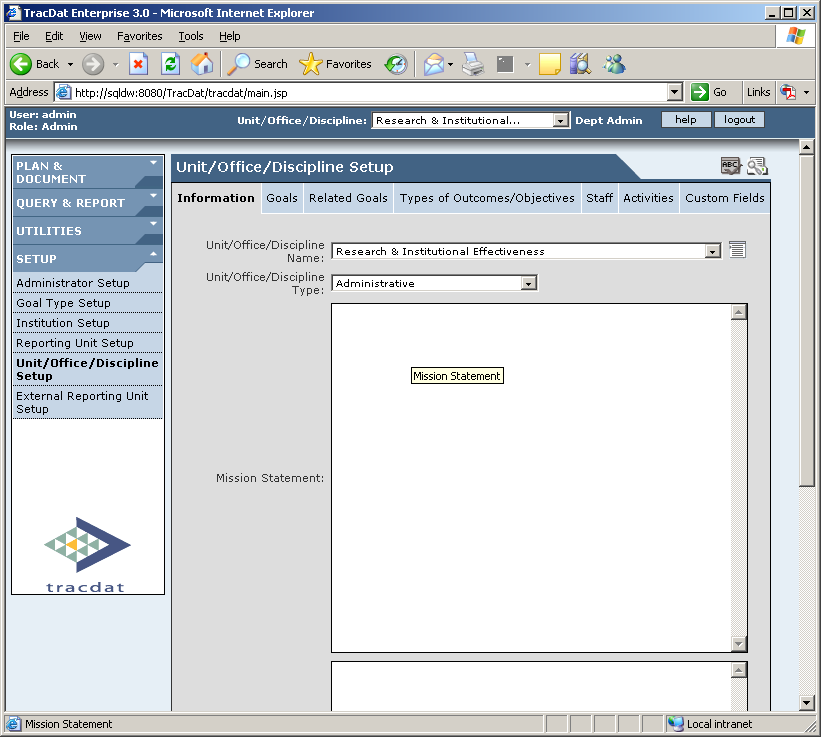 TracDat Enterprise 3.0 - Microsoft Internet Explorer
File Edit View Favorites Tools Help
Back Search Favorites
Address http://sqldw:8080/TracDat/tracdat/main.jsp Go Links
User: admin
Role: Admin
Unit/Office/Discipline: Research & Institutional... Dept Admin help logout
PLAN &
DOCUMENT
QUERY & REPORT
UTILITIES
SETUP
Administrator Setup
Goal Type Setup
Institution Setup
Reporting Unit Setup
Unit/Office/Discipline
Setup
External Reporting Unit
Setup
tracdat
Unit/Office/Discipline Setup
ABC
Information Goals Related Goals Types of Outcomes/Objectives Staff Activities Custom Fields
Unit/Office/Discipline
Name: Research & Institutional Effectiveness
Unit/Office/Discipline
Type: Administrative
Mission Statement
Mission Statement:
Mission Statement Local intranet